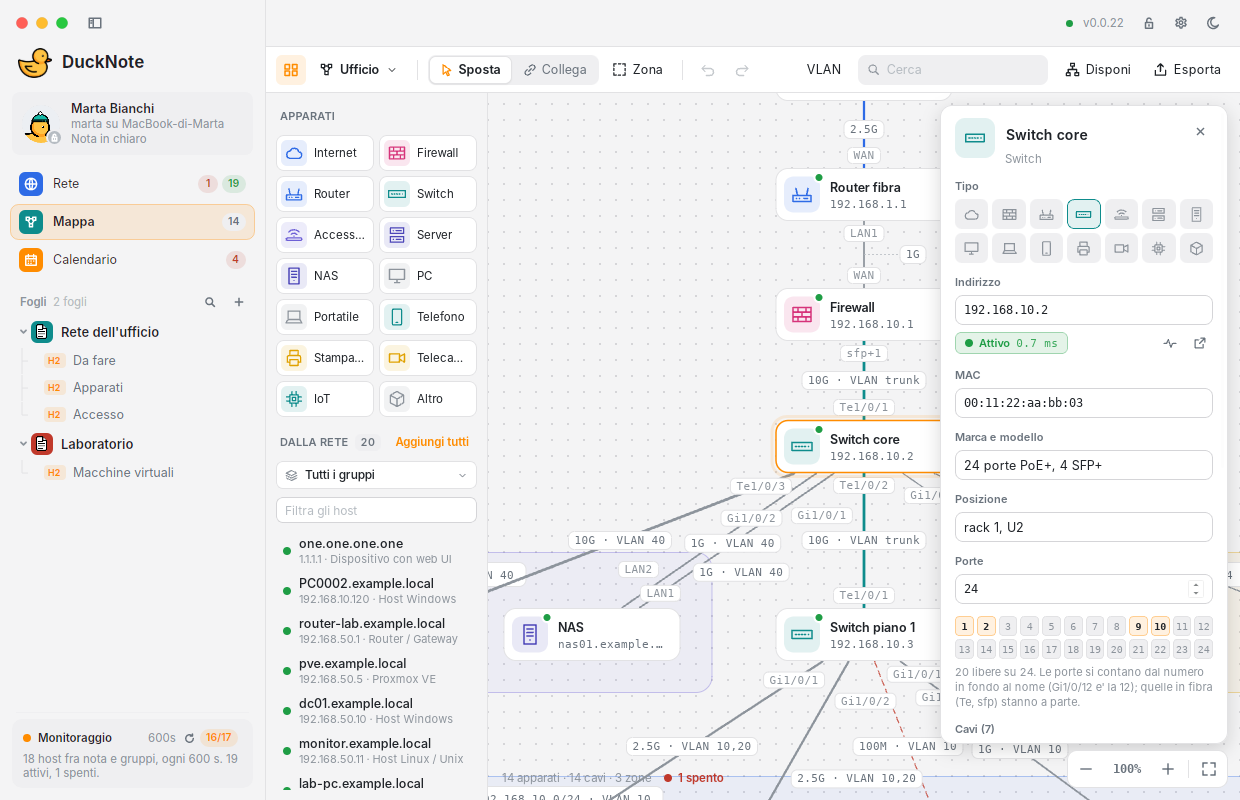 v0.0.22
DuckNote
Marta Bianchi
marta su MacBook-di-Marta
Nota in chiaro
Rete 1 19
Mappa 14
Calendario 4
Fogli 2 fogli
Rete dell'ufficio
H2 Da fare
H2 Apparati
H2 Accesso
Laboratorio
H2 Macchine virtuali
Monitoraggio 600s 16/17
18 host fra nota e gruppi, ogni 600 s. 19
attivi, 1 spenti.
Ufficio Sposta Collega Zona VLAN Cerca Disponi Esporta
APPARATI
Internet Firewall
Router Switch
Access... Server
NAS PC
Portatile Telefono
Stampa... Teleca...
IoT Altro
DALLA RETE 20 Aggiungi tutti
Tutti i gruppi
Filtra gli host
one.one.one.one
1.1.1.1 · Dispositivo con web UI
PC0002.example.local
192.168.10.120 · Host Windows
router-lab.example.local
192.168.50.1 · Router / Gateway
pve.example.local
192.168.50.5 · Proxmox VE
dc01.example.local
192.168.50.10 · Host Windows
monitor.example.local
192.168.50.11 · Host Linux / Unix
lab-pc.example.local
2.5G
WAN
Router fibra
192.168.1.1
LAN1
1G
WAN
Firewall
192.168.10.1
sfp+1
10G · VLAN trunk
Te1/0/1
Switch core
192.168.10.2
Te1/0/3 Te1/0/2
Gi1/0/2 Gi1/0/1
10G · VLAN 40 1G · VLAN 40 10G · VLAN trunk
N 40 LAN2 1G · VLAN 40
LAN1 Te1/0/1
NAS
nas01.example.…
Switch piano 1
192.168.10.3
Gi1/0/1 Gi1/0/1
Gi1/0/2
2.5G · VLAN 10,20 100M · VLAN 10 1G · VLAN 10
14 apparati · 14 cavi · 3 zone 1 spento 2.5G · VLAN 10,20
Switch core
Switch
Tipo
Indirizzo
192.168.10.2
Attivo 0.7 ms
MAC
00:11:22:aa:bb:03
Marca e modello
24 porte PoE+, 4 SFP+
Posizione
rack 1, U2
Porte
24
1 2 3 4 5 6 7 8 9 10 11 12
13 14 15 16 17 18 19 20 21 22 23 24
20 libere su 24. Le porte si contano dal numero
in fondo al nome (Gi1/0/12 e' la 12); quelle in fibra
(Te, sfp) stanno a parte.
Cavi (7)
100%